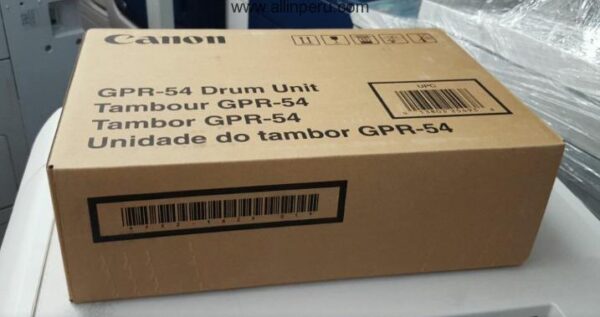 www.allinperu.com
Canon
GPR-54 Drum Unit
Tambour GPR-54
Tambor GPR-54
Unidade do tambor GPR-54
UPC